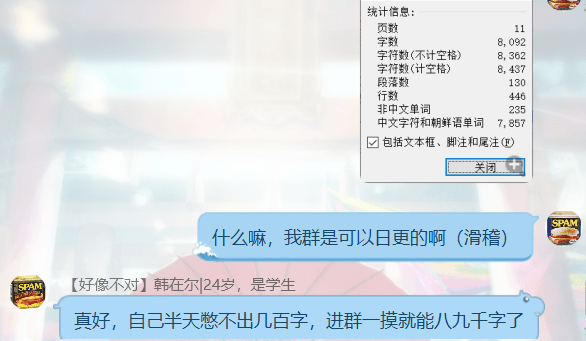 统计信息:
页数 11
字数 8,092
字符数(不计空格) 8,362
字符数(计空格) 8,437
段落数 130
行数 446
非中文单词 235
中文字符和朝鲜语单词 7,857
包括文本框、脚注和尾注(F)
关闭
SPAM
什么嘛，我群是可以日更的啊（滑稽）
【好像不对】韩在尔|24岁，是学生
SPAM
真好，自己半天憋不出几百字，进群一摸就能八九千字了